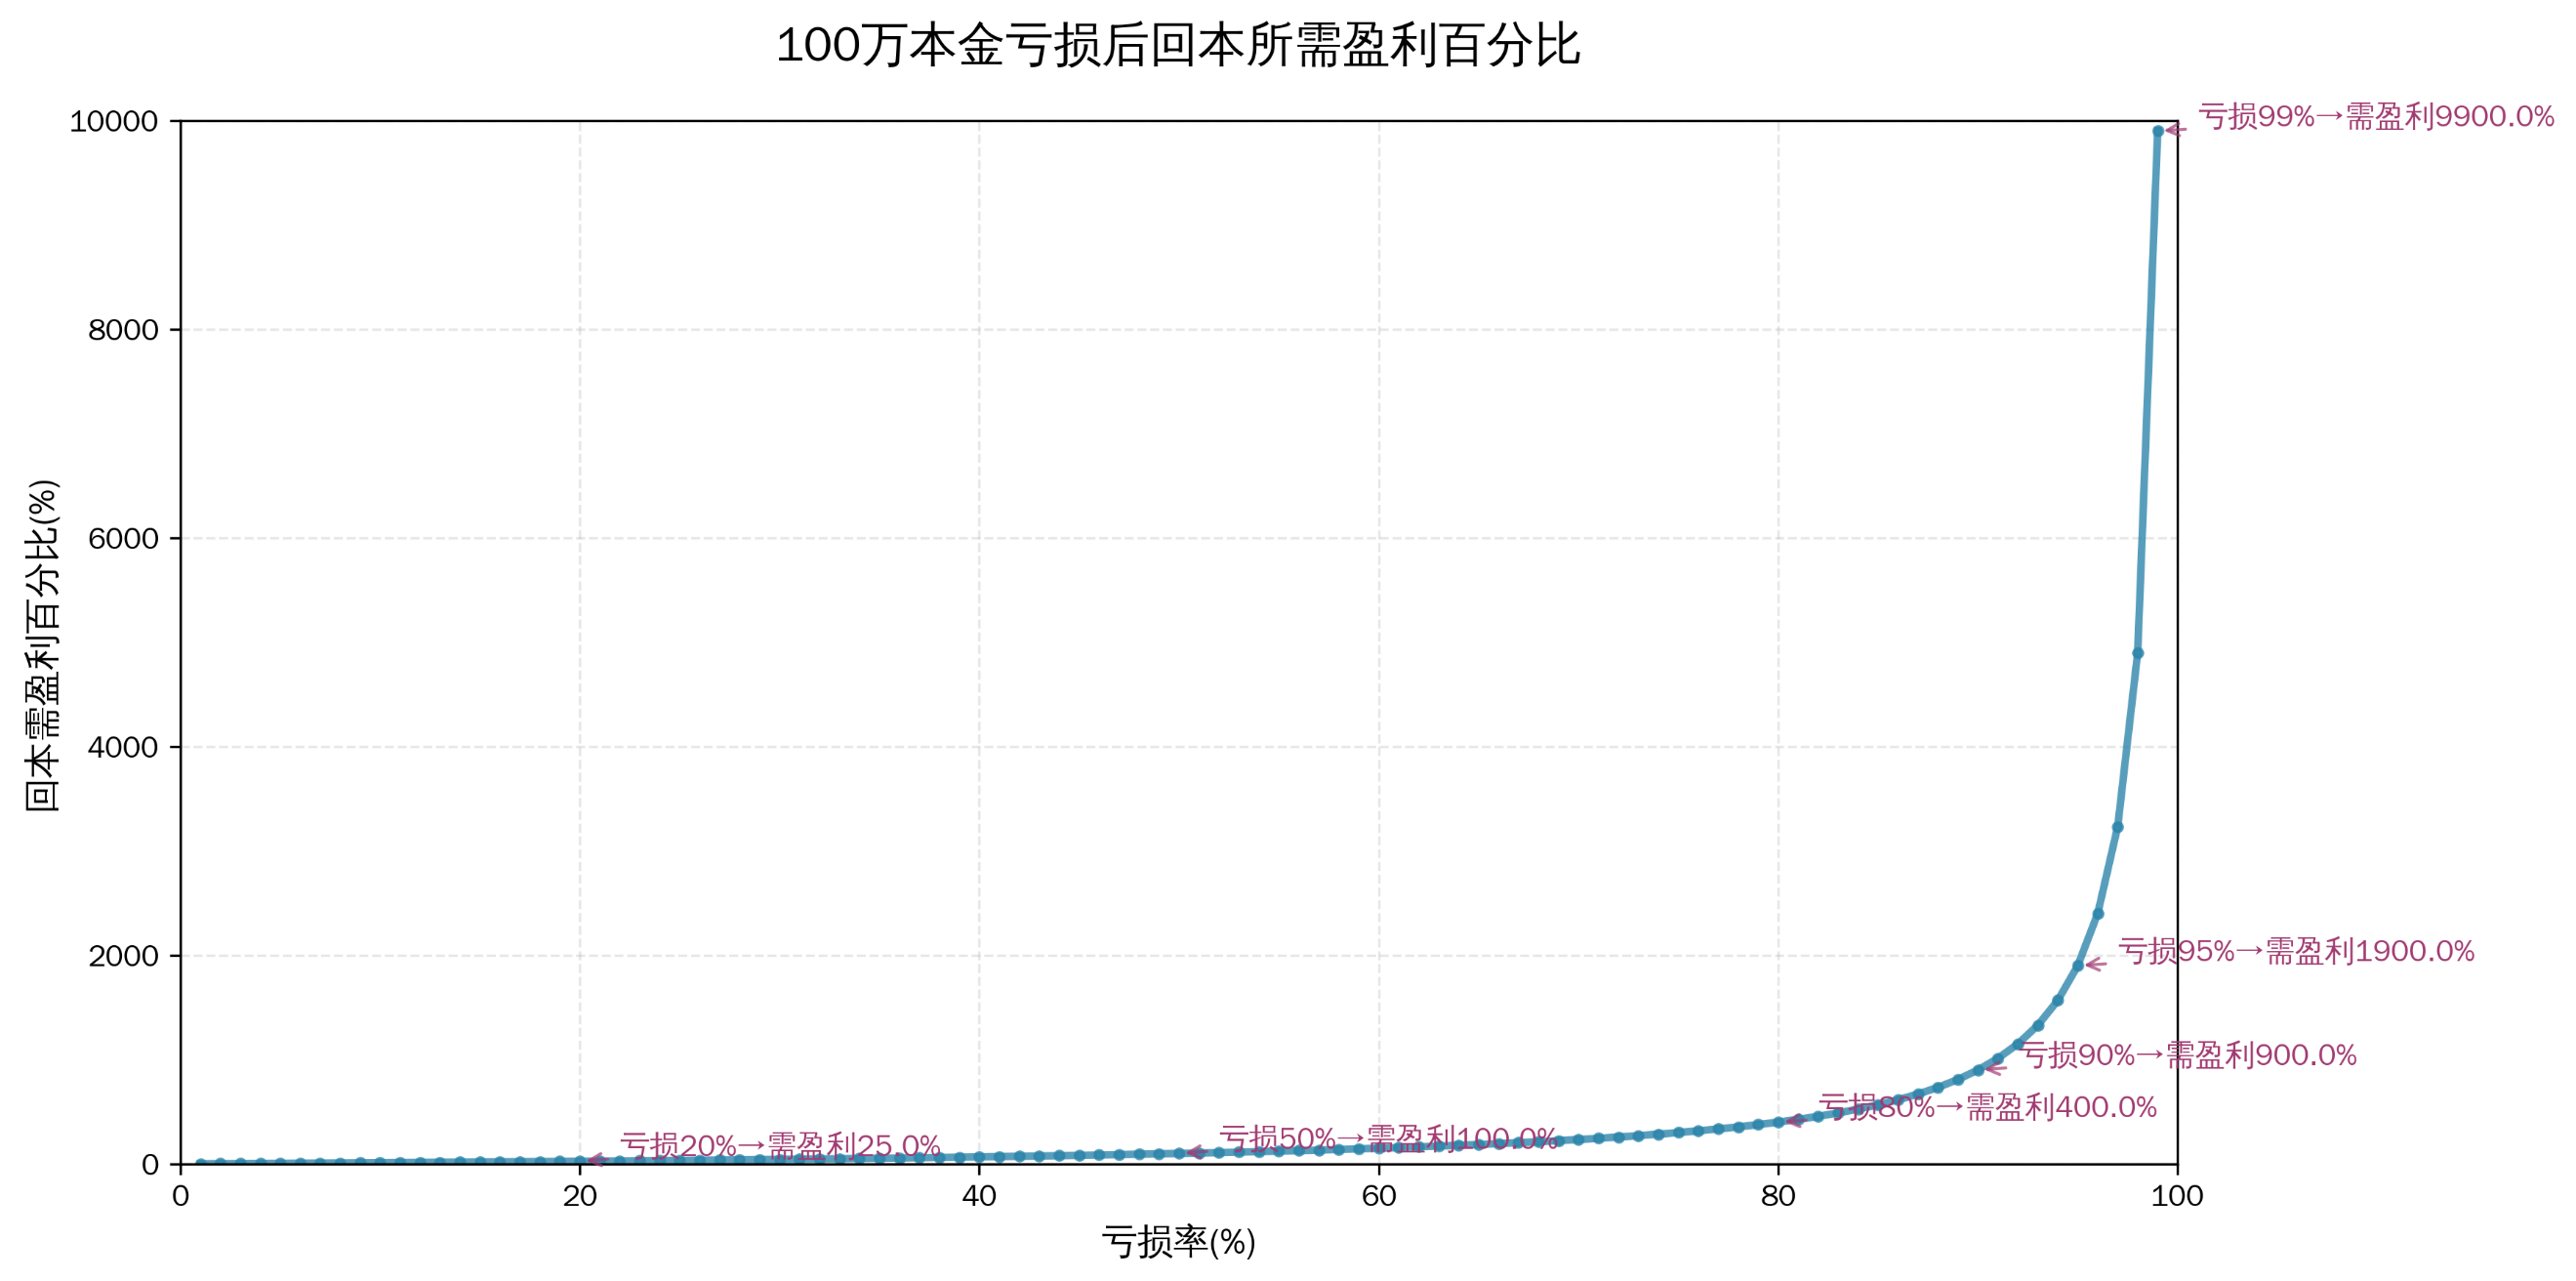 100万本金亏损后回本所需盈利百分比
回本需盈利百分比(%)
10000
8000
6000
4000
2000
0
亏损99%→需盈利9900.0%
亏损95%→需盈利1900.0%
亏损90%→需盈利900.0%
亏损80%→需盈利400.0%
亏损50%→需盈利100.0%
亏损20%→需盈利25.0%
0 20 40 60 80 100
亏损率(%)